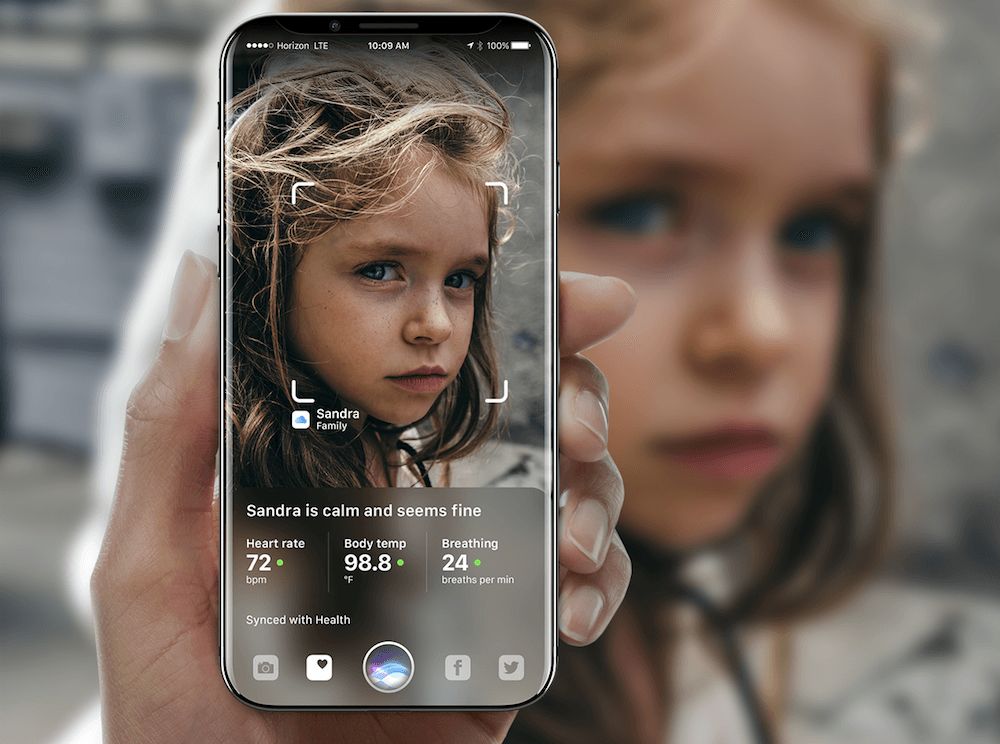 Horizon LTE 10:09 AM 100%
Sandra
Family
Sandra is calm and seems fine
Heart rate Body temp Breathing
72 98.8 24
bpm °F breaths per min
Synced with Health